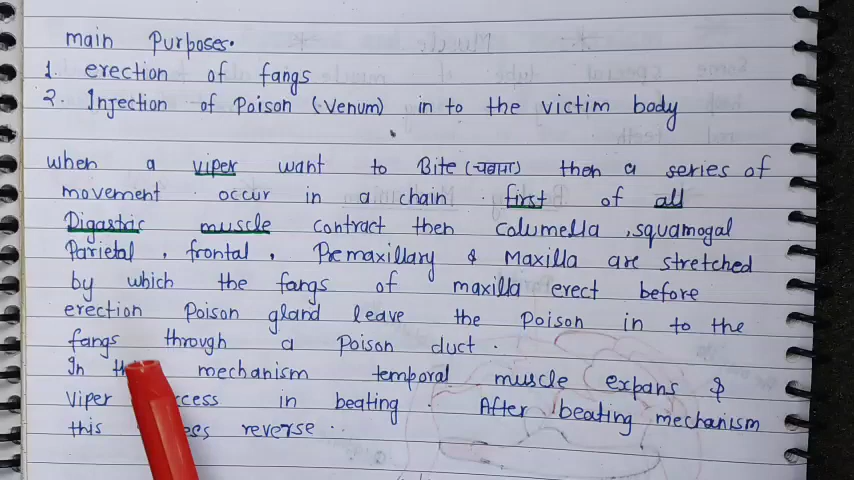 main Purposes.
1. erection of fangs
2. Injection of Poison (Venum) in to the victim body
when a viper want to Bite (चबाना) then a series of
movement occur in a chain. first of all
Digastric muscle contract then columella, squamogal
Parietal, frontal, Premaxillary & Maxilla are stretched
by which the fangs of maxilla erect before
erection Poison gland leave the Poison in to the
fangs through a Poison duct.
In mechanism temporal muscle expans &
Viper in beating. After beating mechanism
this reverse..